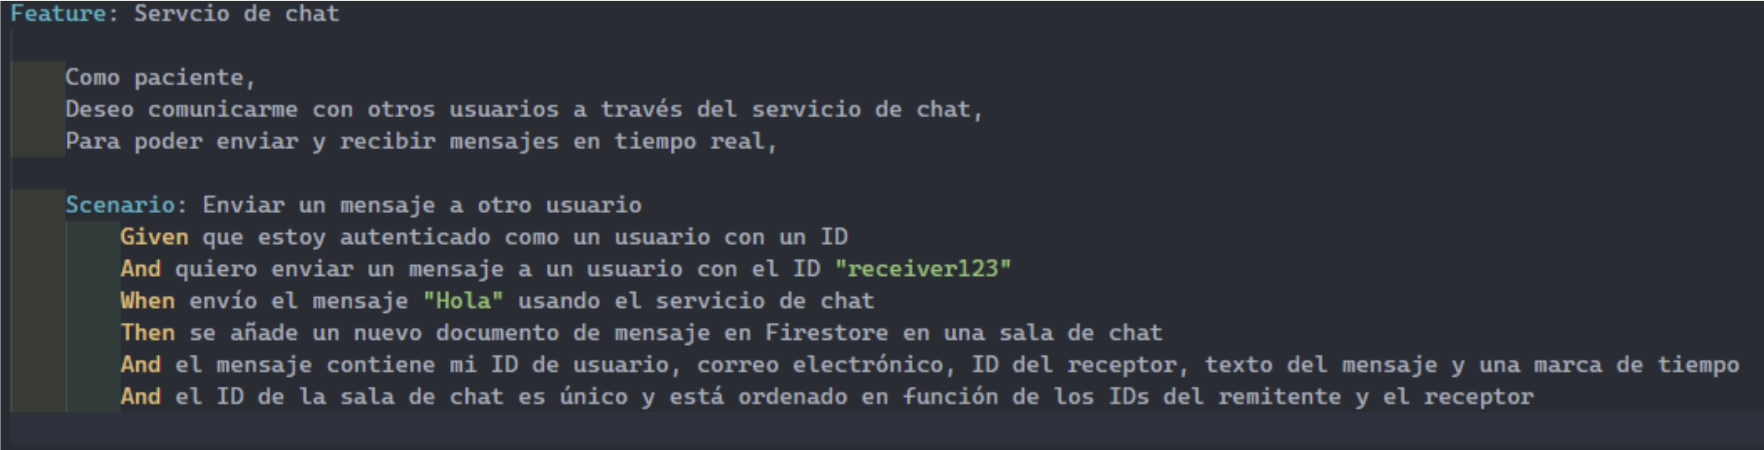 Feature: Servcio de chat
Como paciente,
Deseo comunicarme con otros usuarios a través del servicio de chat,
Para poder enviar y recibir mensajes en tiempo real,
Scenario: Enviar un mensaje a otro usuario
Given que estoy autenticado como un usuario con un ID
And quiero enviar un mensaje a un usuario con el ID "receiver123"
When envío el mensaje "Hola" usando el servicio de chat
Then se añade un nuevo documento de mensaje en Firestore en una sala de chat
And el mensaje contiene mi ID de usuario, correo electrónico, ID del receptor, texto del mensaje y una marca de tiempo
And el ID de la sala de chat es único y está ordenado en función de los IDs del remitente y el receptor